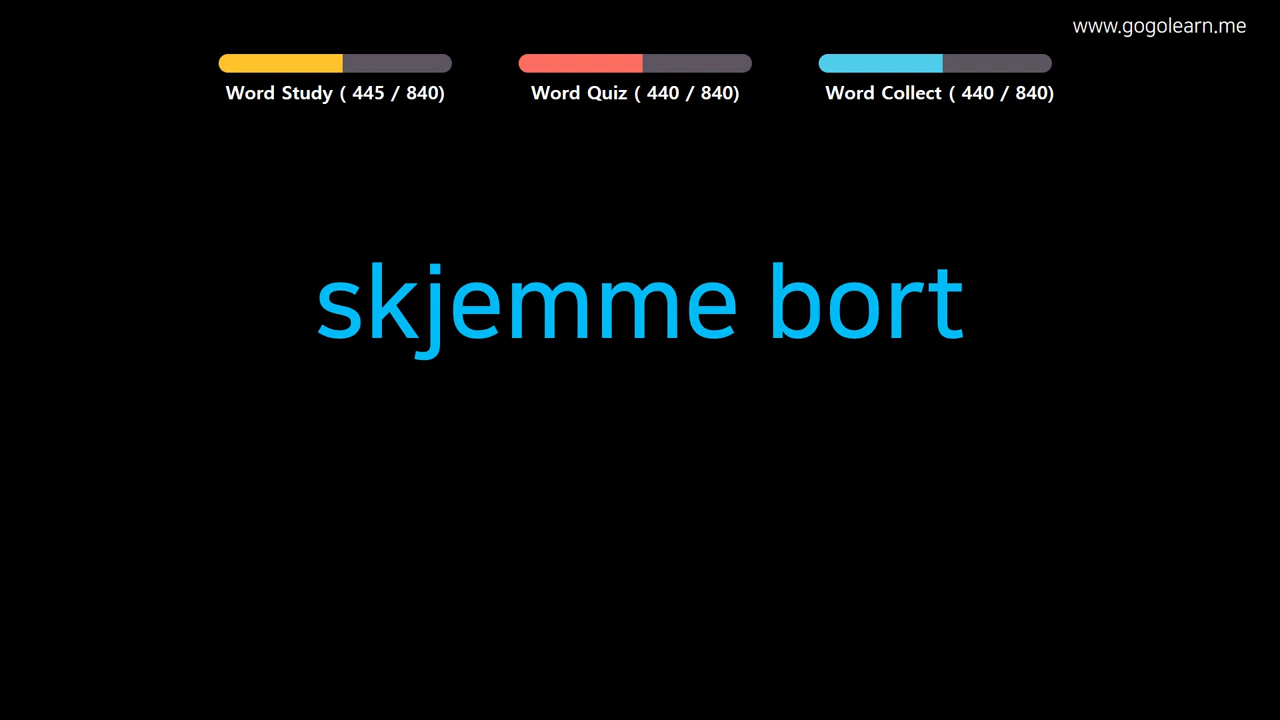 www.gogolearn.me
Word Study ( 445 / 840)
Word Quiz ( 440 / 840)
Word Collect ( 440 / 840)
skjemme bort